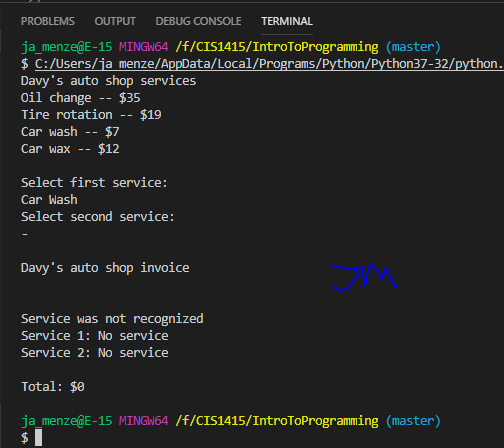 PROBLEMS OUTPUT DEBUG CONSOLE TERMINAL
ja_menze@E-15 MINGW64 /f/CIS1415/IntroToProgramming (master)
$ C:/Users/ja_menze/AppData/Local/Programs/Python/Python37-32/python.
Davy's auto shop services
Oil change -- $35
Tire rotation -- $19
Car wash -- $7
Car wax -- $12
Select first service:
Car Wash
Select second service:
-
Davy's auto shop invoice
JM
Service was not recognized
Service 1: No service
Service 2: No service
Total: $0
ja_menze@E-15 MINGW64 /f/CIS1415/IntroToProgramming (master)
$